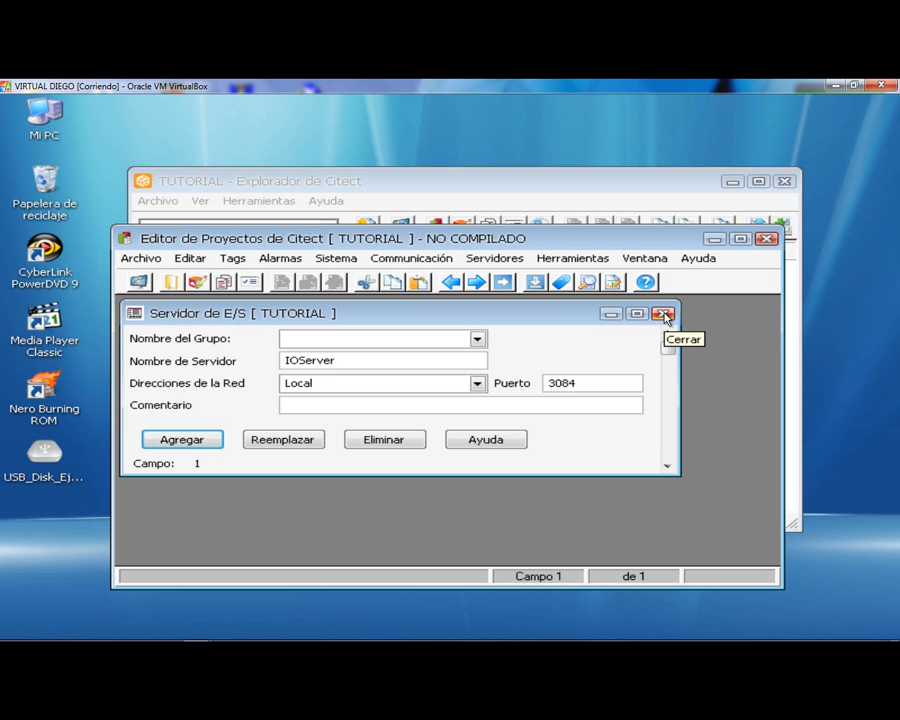 VIRTUAL DIEGO [Corriendo] - Oracle VM VirtualBox
Mi PC
Papelera de
reciclaje
CyberLink
PowerDVD 9
Media Player
Classic
Nero Burning
ROM
USB_Disk_Ej...
TUTORIAL - Explorador de Citect
Archivo Ver Herramientas Ayuda
Editor de Proyectos de Citect [ TUTORIAL ] - NO COMPILADO
Archivo Editar Tags Alarmas Sistema Comunicación Servidores Herramientas Ventana Ayuda
Servidor de E/S [ TUTORIAL ]
Nombre del Grupo:
Cerrar
Nombre de Servidor IOServer
Direcciones de la Red Local Puerto 3084
Comentario
Agregar Reemplazar Eliminar Ayuda
Campo: 1
Campo 1 de 1